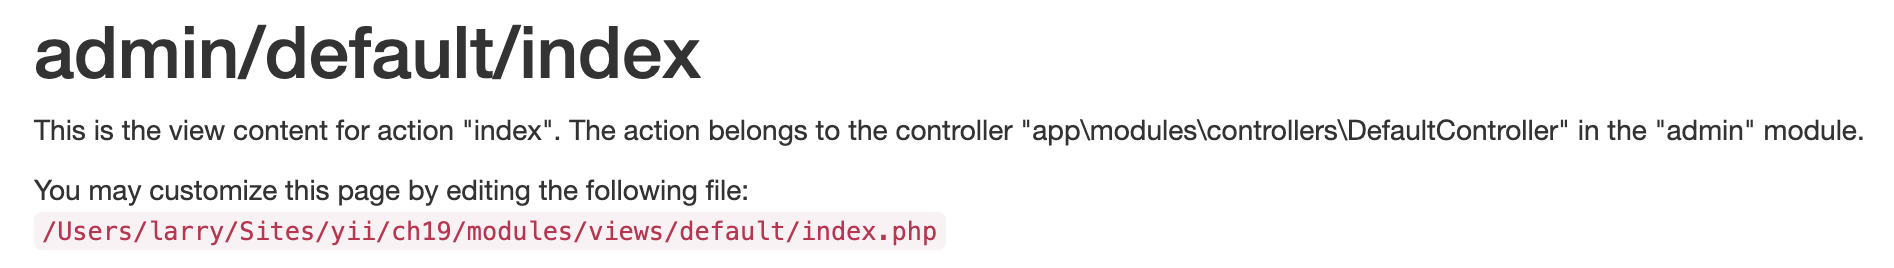 admin/default/index
This is the view content for action "index". The action belongs to the controller "app\modules\controllers\DefaultController" in the "admin" module.
You may customize this page by editing the following file:
/Users/larry/Sites/yii/ch19/modules/views/default/index.php